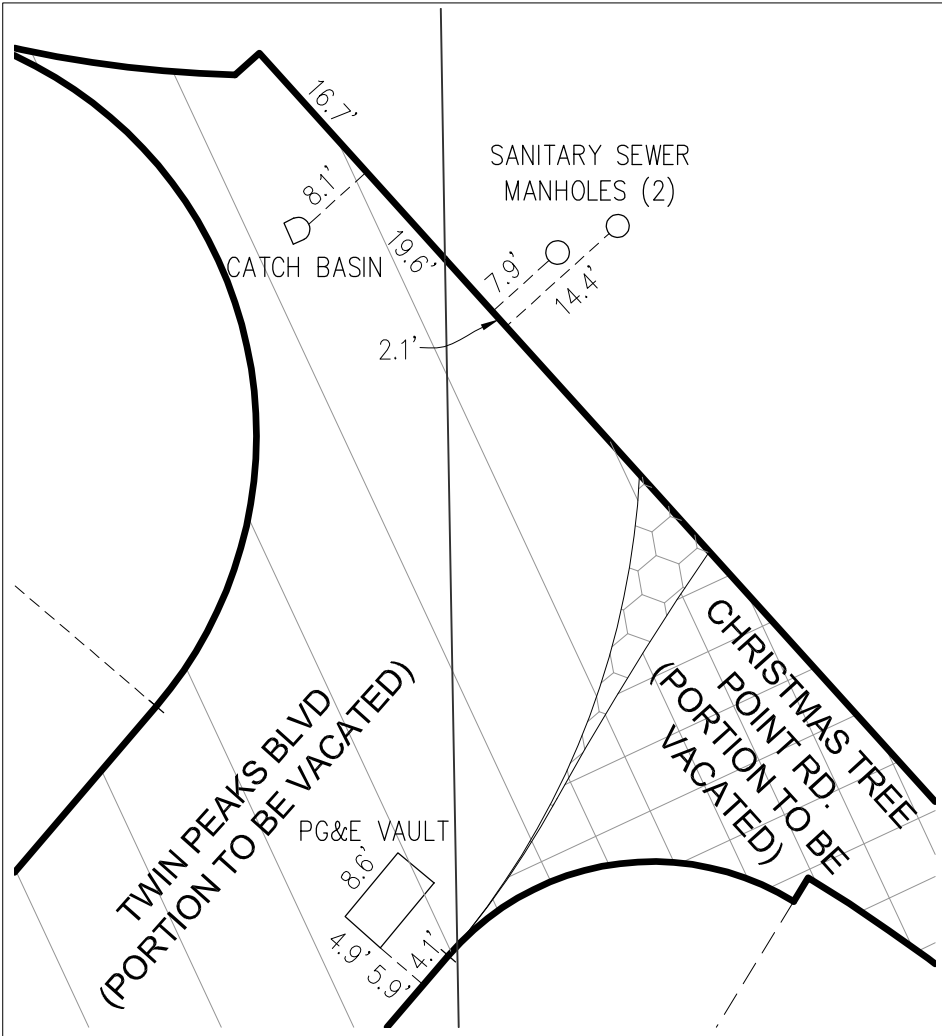 16.7'
SANITARY SEWER
MANHOLES (2)
8.1'
CATCH BASIN
19.6'
7.9'
14.4'
2.1'
CHRISTMAS TREE
POINT RD.
(PORTION TO BE
VACATED)
TWIN PEAKS BLVD
(PORTION TO BE VACATED)
PG&E VAULT
8.6'
4.9'
5.9'
4.1'